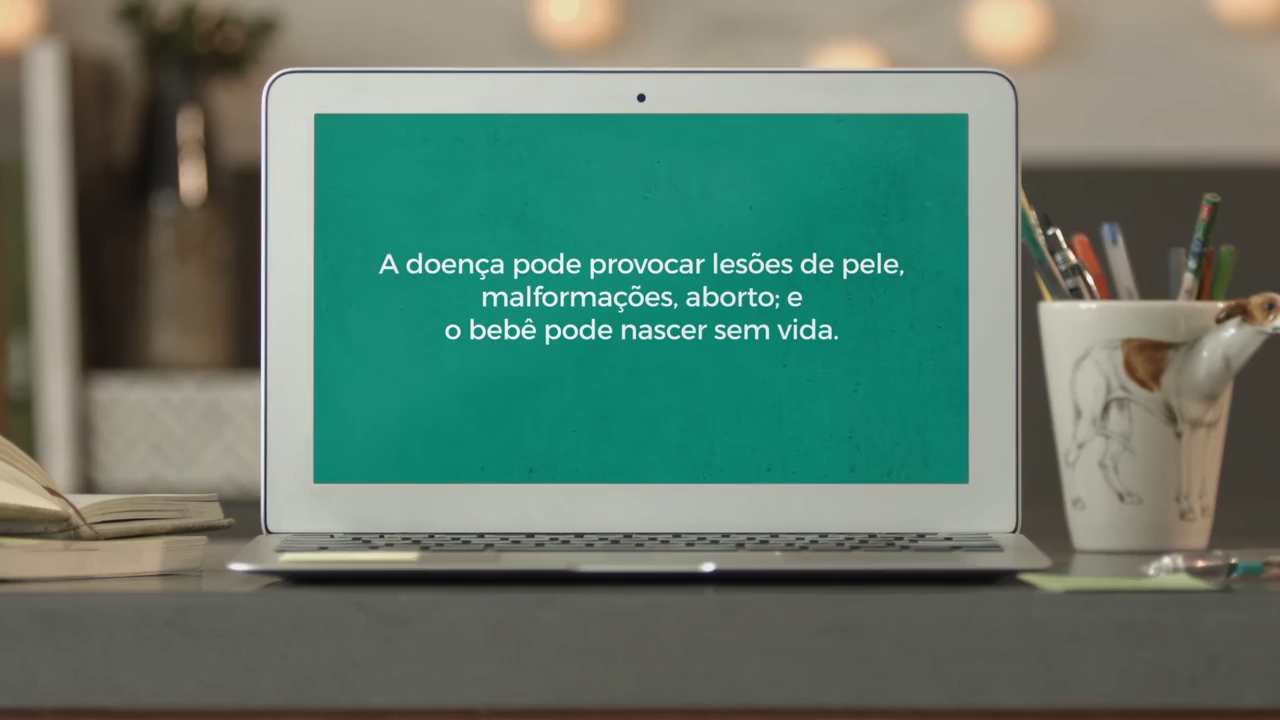 A doença pode provocar lesões de pele,
malformações, aborto; e
o bebê pode nascer sem vida.